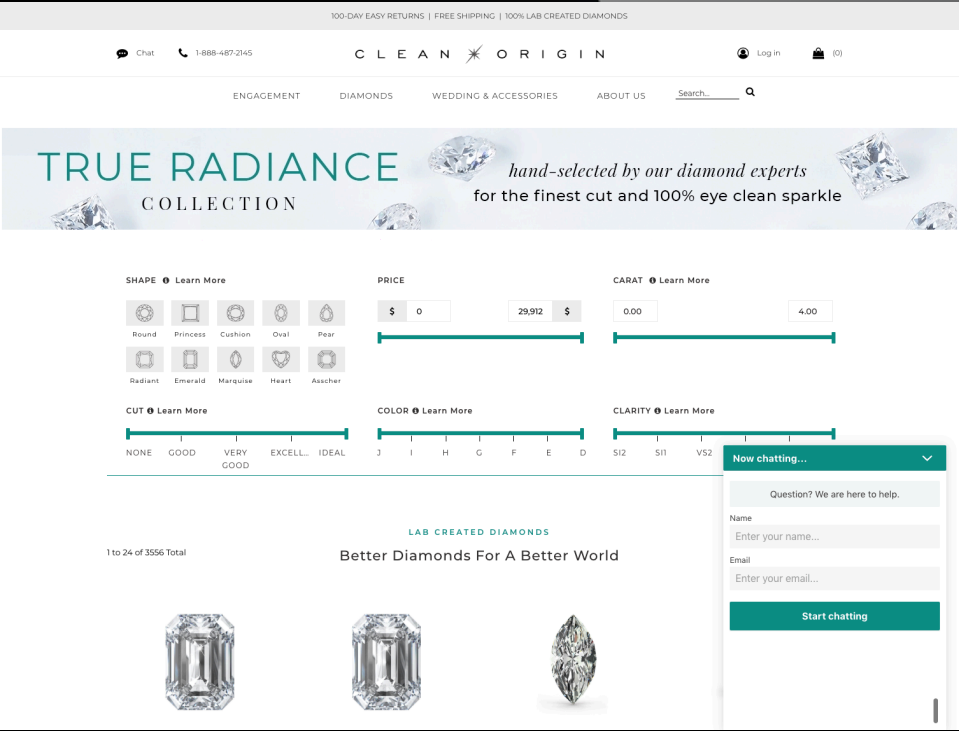 100-DAY EASY RETURNS | FREE SHIPPING | 100% LAB CREATED DIAMONDS
Chat 1-888-487-2145 CLEAN ORIGIN Log in (0)
ENGAGEMENT DIAMONDS WEDDING & ACCESSORIES ABOUT US Search...
TRUE RADIANCE
COLLECTION
hand-selected by our diamond experts
for the finest cut and 100% eye clean sparkle
SHAPE Learn More
Round Princess Cushion Oval Pear
Radiant Emerald Marquise Heart Asscher
PRICE
$ 0 29,912 $
CARAT Learn More
0.00 4.00
CUT Learn More
NONE GOOD VERY GOOD EXCELL... IDEAL
COLOR Learn More
J I H G F E D
CLARITY Learn More
SI2 SI1 VS2
1 to 24 of 3556 Total
LAB CREATED DIAMONDS
Better Diamonds For A Better World
Now chatting...
Question? We are here to help.
Name
Enter your name...
Email
Enter your email...
Start chatting